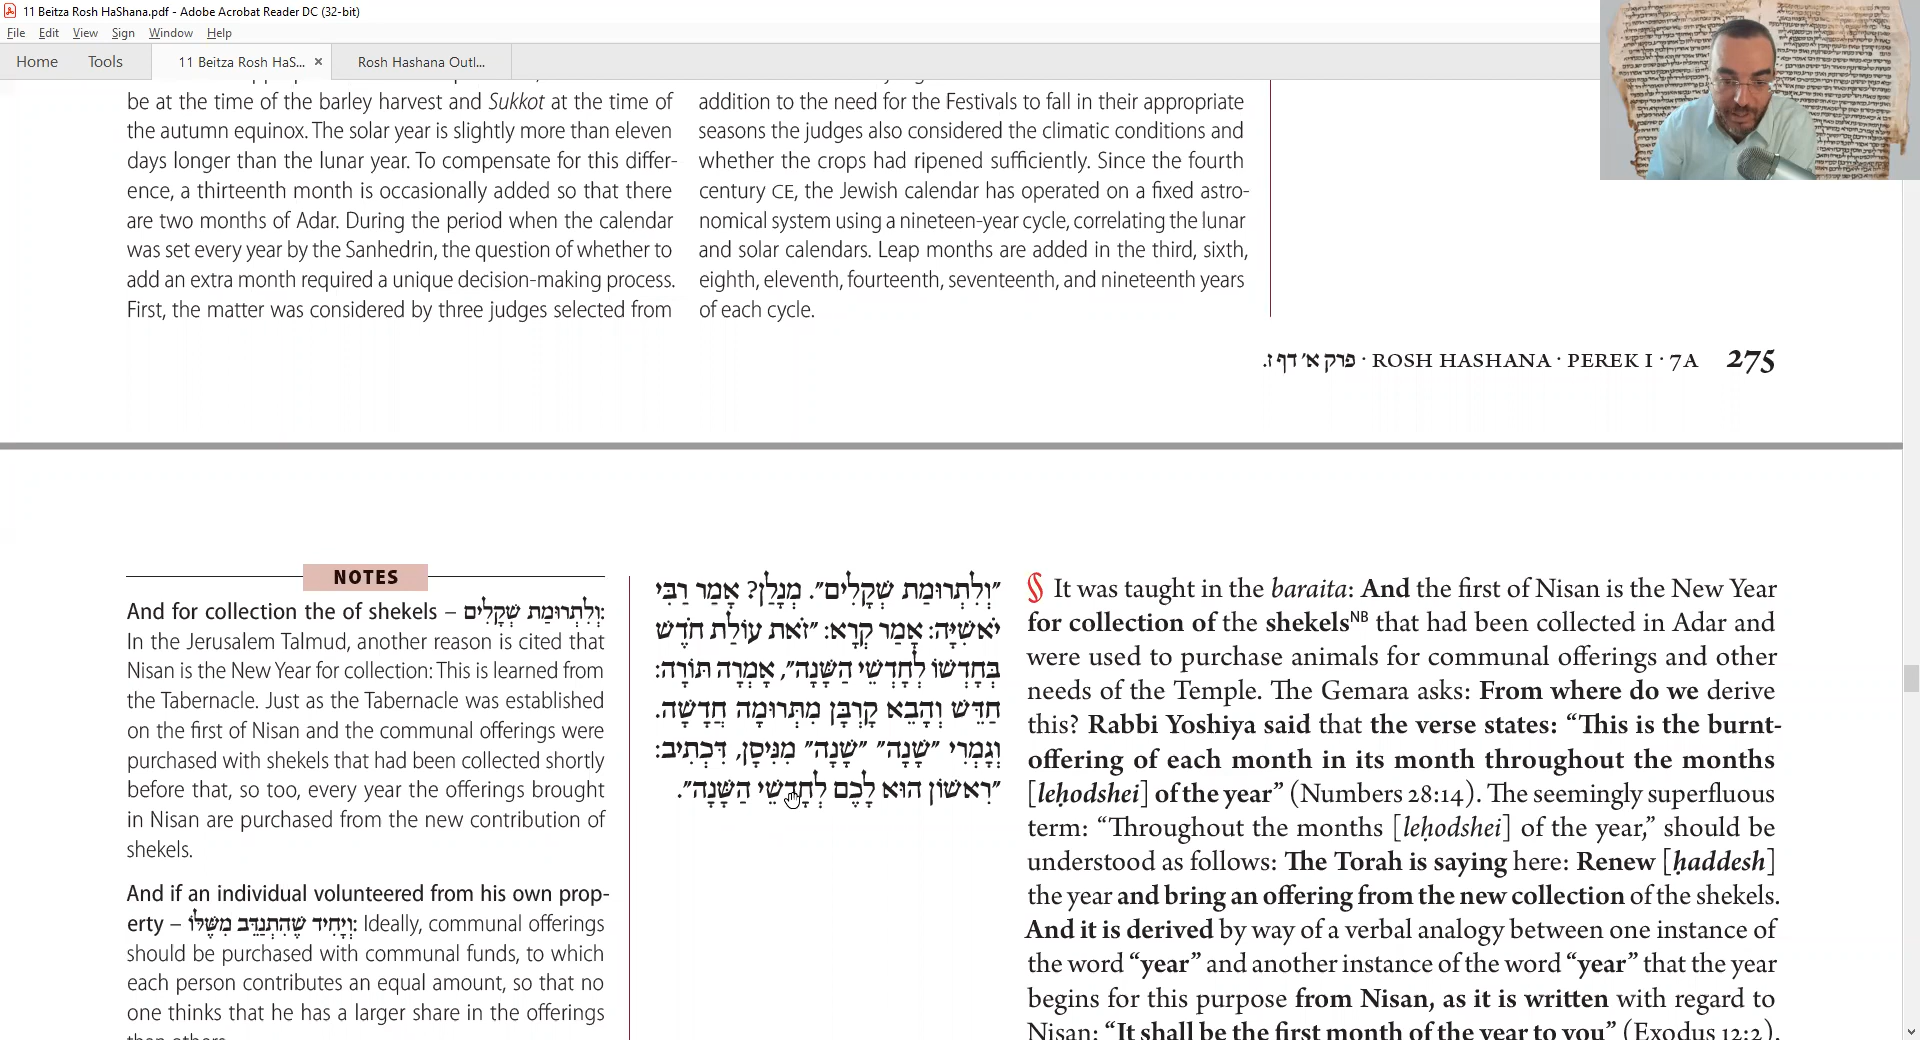 11 Beitza Rosh HaShana.pdf - Adobe Acrobat Reader DC (32-bit)
File Edit View Sign Window Help
Home Tools 11 Beitza Rosh HaS... × Rosh Hashana Outl...
be at the time of the barley harvest and Sukkot at the time of
the autumn equinox. The solar year is slightly more than eleven
days longer than the lunar year. To compensate for this differ-
ence, a thirteenth month is occasionally added so that there
are two months of Adar. During the period when the calendar
was set every year by the Sanhedrin, the question of whether to
add an extra month required a unique decision-making process.
First, the matter was considered by three judges selected from
addition to the need for the Festivals to fall in their appropriate
seasons the judges also considered the climatic conditions and
whether the crops had ripened sufficiently. Since the fourth
century CE, the Jewish calendar has operated on a fixed astro-
nomical system using a nineteen-year cycle, correlating the lunar
and solar calendars. Leap months are added in the third, sixth,
eighth, eleventh, fourteenth, seventeenth, and nineteenth years
of each cycle.
פרק א׳ דף ז. · ROSH HASHANA · PEREK I · 7A 275
NOTES
And for collection the of shekels – וְלִתְרוּמַת שְׁקָלִים:
In the Jerusalem Talmud, another reason is cited that
Nisan is the New Year for collection: This is learned from
the Tabernacle. Just as the Tabernacle was established
on the first of Nisan and the communal offerings were
purchased with shekels that had been collected shortly
before that, so too, every year the offerings brought
in Nisan are purchased from the new contribution of
shekels.
And if an individual volunteered from his own prop-
erty – וְיָחִיד שֶׁהִתְנַדֵּב מִשֶּׁלּוֹ: Ideally, communal offerings
should be purchased with communal funds, to which
each person contributes an equal amount, so that no
one thinks that he has a larger share in the offerings
than others.
״וְלִתְרוּמַת שְׁקָלִים״. מְנָלַן? אָמַר רַבִּי
יֹאשִׁיָּה: אָמַר קְרָא: ״זֹאת עוֹלַת חֹדֶשׁ
בְּחָדְשׁוֹ לְחָדְשֵׁי הַשָּׁנָה״, אָמְרָה תּוֹרָה:
חַדֵּשׁ וְהָבֵא קָרְבָּן מִתְּרוּמָה חֲדָשָׁה.
וְגָמְרִי ״שָׁנָה״ ״שָׁנָה״ מִנִּיסָן, דִּכְתִיב:
״רִאשׁוֹן הוּא לָכֶם לְחָדְשֵׁי הַשָּׁנָה״.
§ It was taught in the baraita: And the first of Nisan is the New Year
for collection of the shekelsNB that had been collected in Adar and
were used to purchase animals for communal offerings and other
needs of the Temple. The Gemara asks: From where do we derive
this? Rabbi Yoshiya said that the verse states: “This is the burnt-
offering of each month in its month throughout the months
[leḥodshei] of the year” (Numbers 28:14). The seemingly superfluous
term: “Throughout the months [leḥodshei] of the year,” should be
understood as follows: The Torah is saying here: Renew [ḥaddesh]
the year and bring an offering from the new collection of the shekels.
And it is derived by way of a verbal analogy between one instance of
the word “year” and another instance of the word “year” that the year
begins for this purpose from Nisan, as it is written with regard to
Nisan: “It shall be the first month of the year to you” (Exodus 12:2).